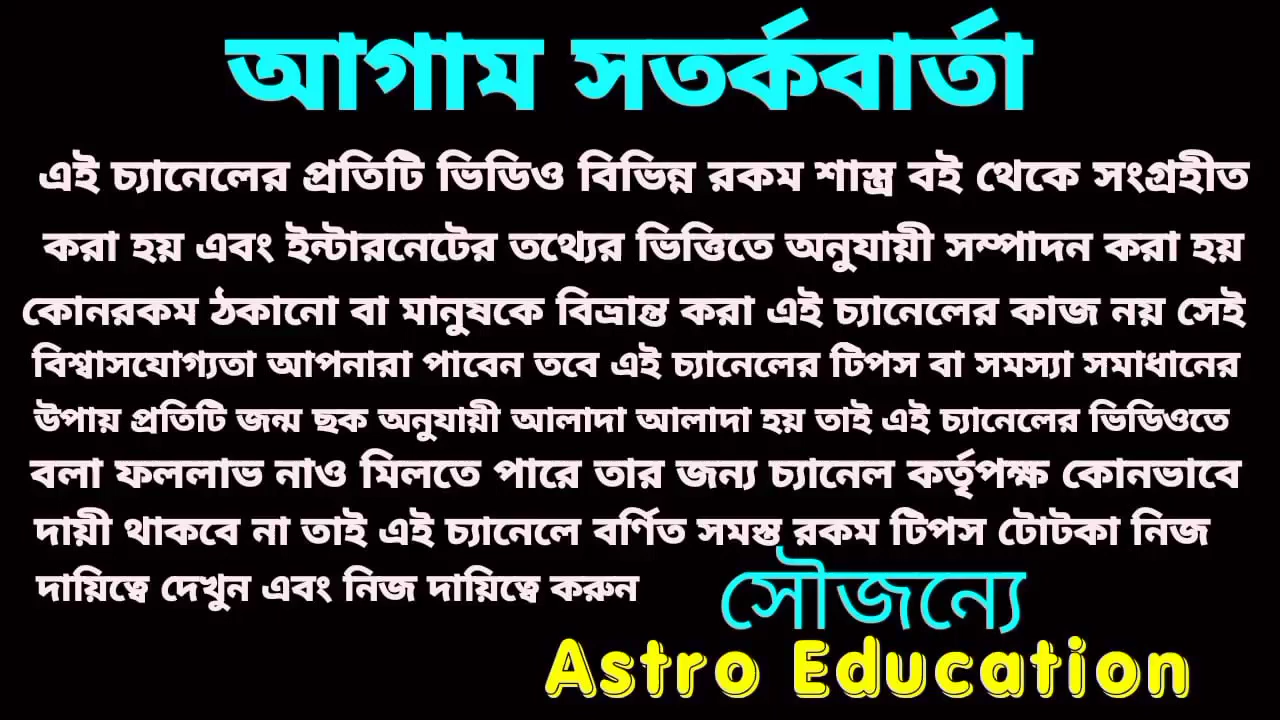 আগাম সতর্কবার্তা
এই চ্যানেলের প্রতিটি ভিডিও বিভিন্ন রকম শাস্ত্র বই থেকে সংগ্রহীত
করা হয় এবং ইন্টারনেটের তথ্যের ভিত্তিতে অনুযায়ী সম্পাদন করা হয়
কোনরকম ঠকানো বা মানুষকে বিভ্রান্ত করা এই চ্যানেলের কাজ নয় সেই
বিশ্বাসযোগ্যতা আপনারা পাবেন তবে এই চ্যানেলের টিপস বা সমস্যা সমাধানের
উপায় প্রতিটি জন্ম ছক অনুযায়ী আলাদা আলাদা হয় তাই এই চ্যানেলের ভিডিওতে
বলা ফললাভ নাও মিলতে পারে তার জন্য চ্যানেল কর্তৃপক্ষ কোনভাবে
দায়ী থাকবে না তাই এই চ্যানেলে বর্ণিত সমস্ত রকম টিপস টোটকা নিজ
দায়িত্বে দেখুন এবং নিজ দায়িত্বে করুন
সৌজন্যে
Astro Education